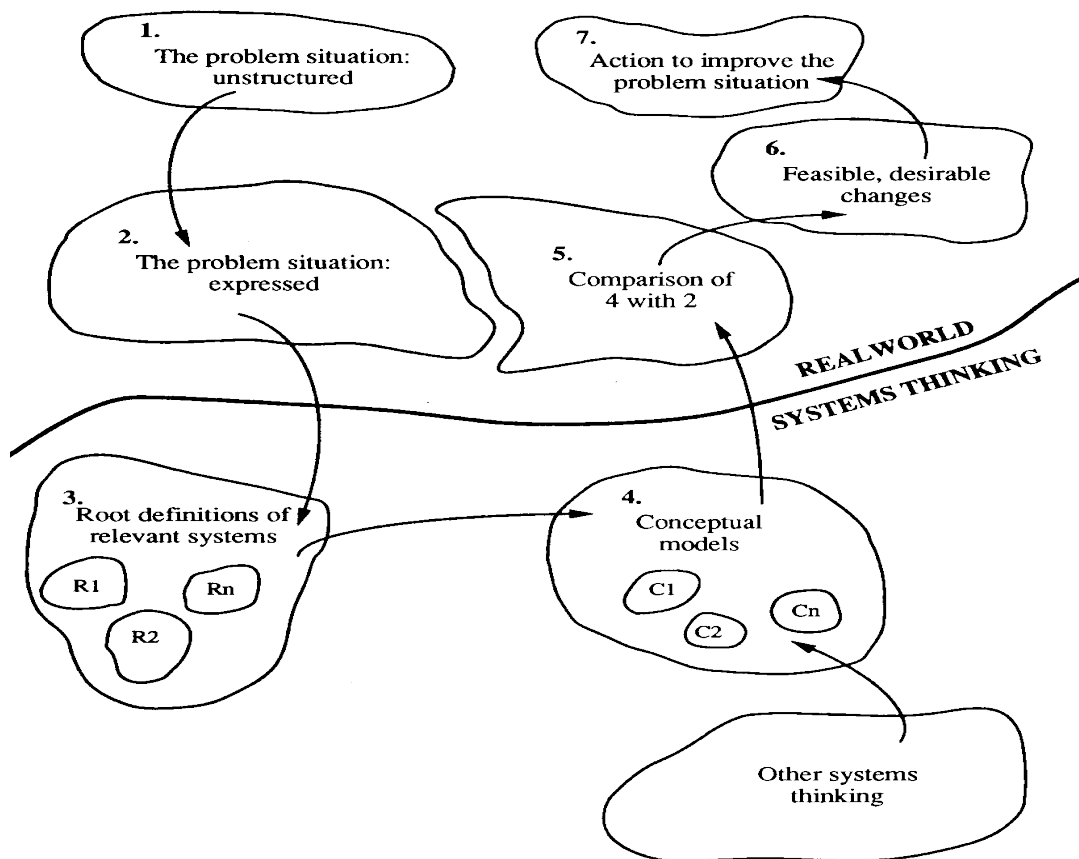 1.
The problem situation:
unstructured
7.
Action to improve the
problem situation
6.
Feasible, desirable
changes
2.
The problem situation:
expressed
5.
Comparison of
4 with 2
REALWORLD
SYSTEMS THINKING
3.
Root definitions of
relevant systems
R1
Rn
R2
4.
Conceptual
models
C1
C2
Cn
Other systems
thinking